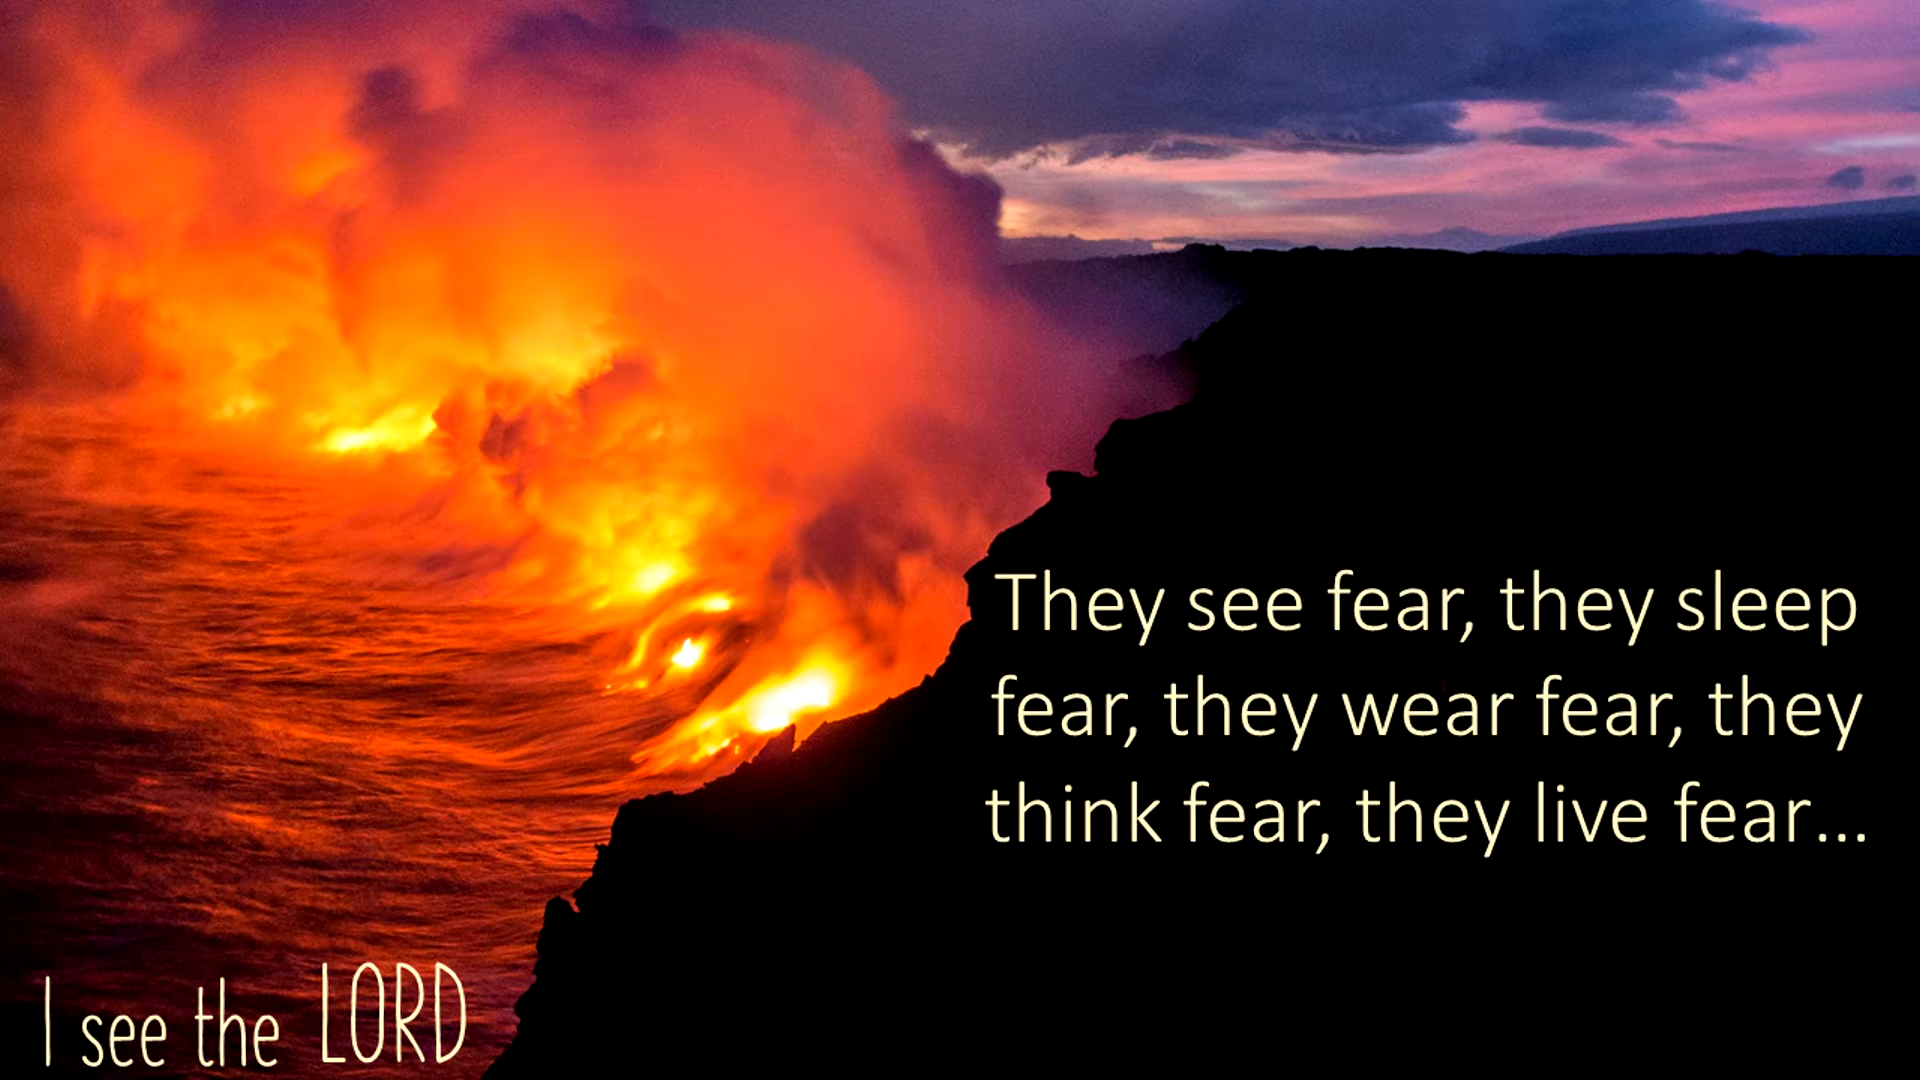 They see fear, they sleep
fear, they wear fear, they
think fear, they live fear...
I see the LORD